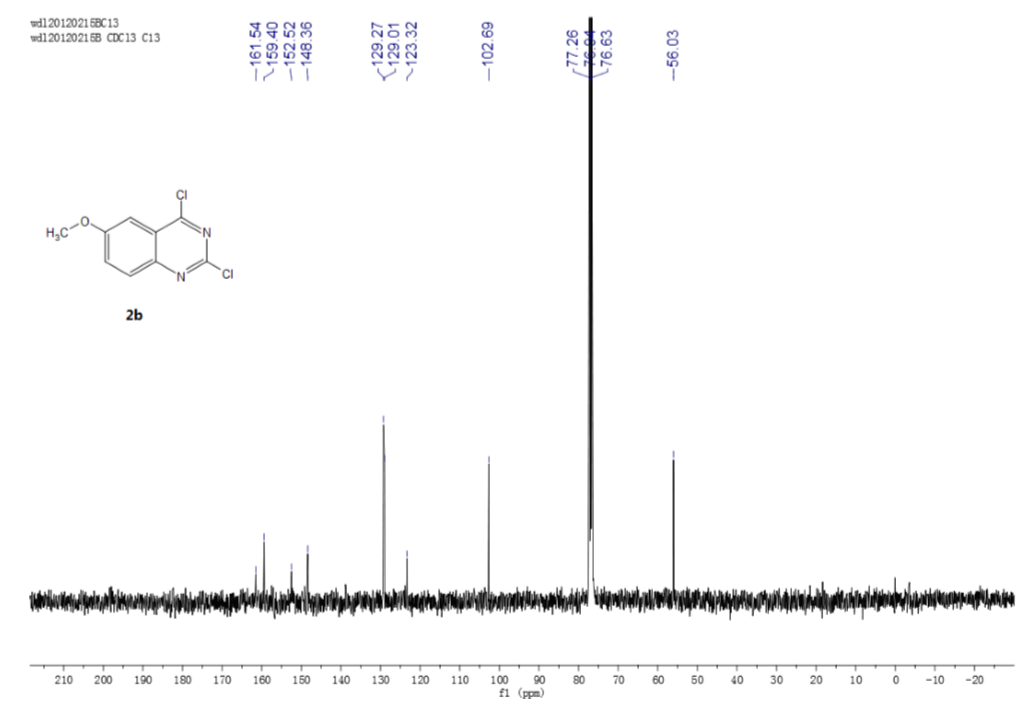 wdl20120215BC13
wdl20120215B CDCl3 C13
161.54
159.40
152.52
148.36
129.27
129.01
123.32
102.69
77.26
76.63
56.03
Cl
O
H3C
N
N
Cl
2b
210 200 190 180 170 160 150 140 130 120 110 100 90 80 70 60 50 40 30 20 10 0 -10 -20
f1 (ppm)